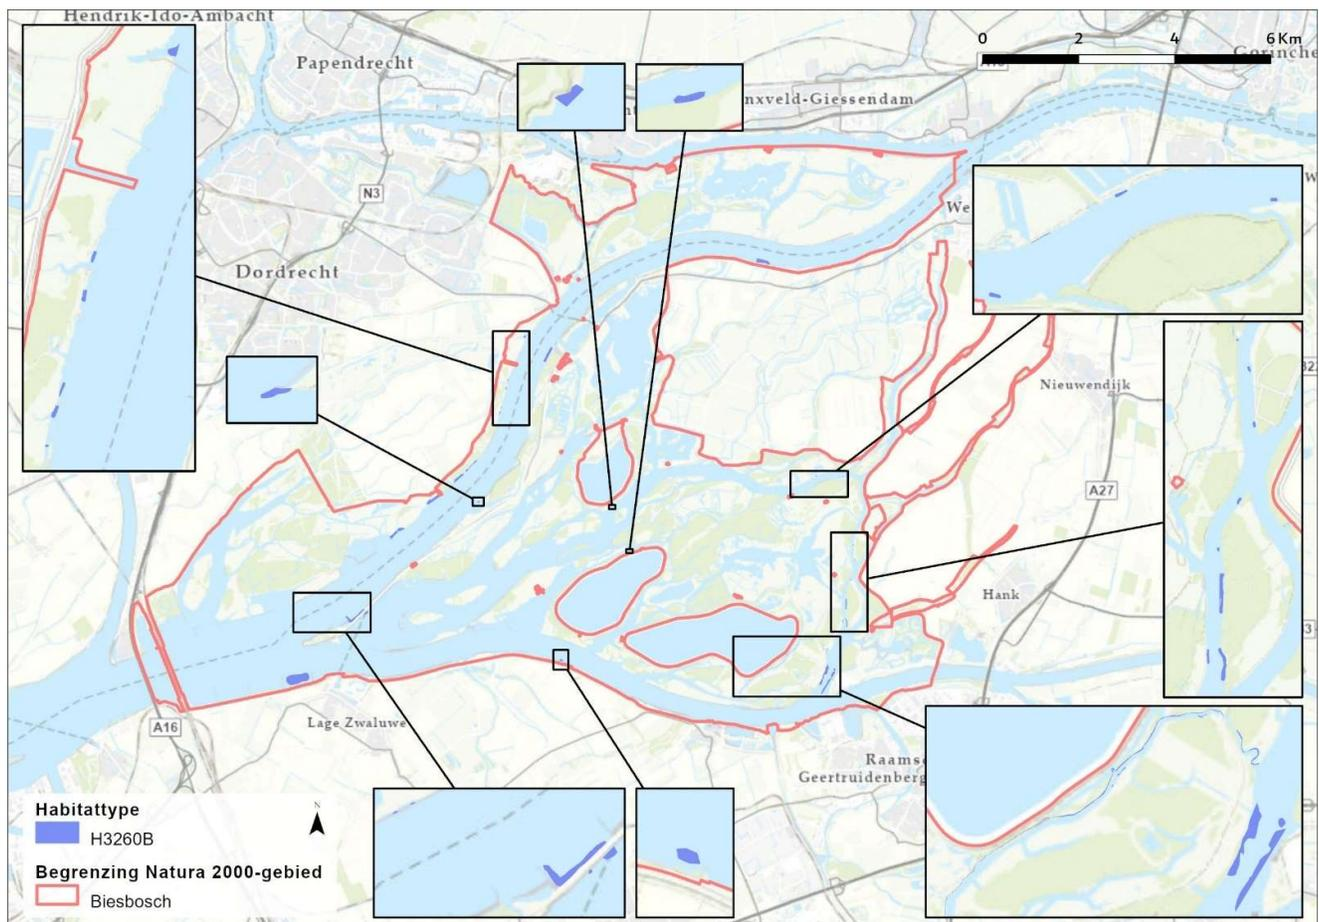 Hendrik-Ido-Ambacht
0 2 4 6 Km
Papendrecht
nxveld-Giessendam
N3
We
Dordrecht
Nieuwendijk
A27
Hank
A16
Lage Zwaluwe
Raams
Geertruidenberg
Habitattype
N
H3260B
Begrenzing Natura 2000-gebied
Biesbosch